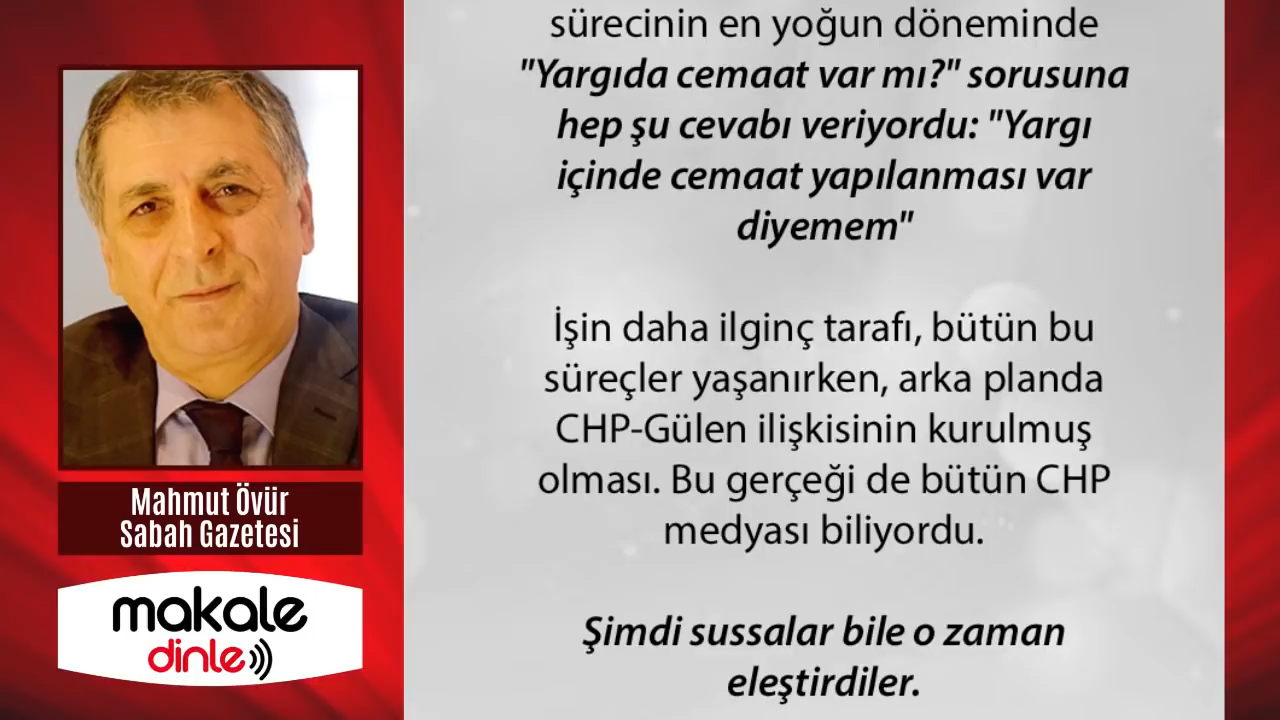 sürecinin en yoğun döneminde
"Yargıda cemaat var mı?" sorusuna
hep şu cevabı veriyordu: "Yargı
içinde cemaat yapılanması var
diyemem"
İşin daha ilginç tarafı, bütün bu
süreçler yaşanırken, arka planda
CHP-Gülen ilişkisinin kurulmuş
olması. Bu gerçeği de bütün CHP
medyası biliyordu.
Şimdi sussalar bile o zaman
eleştirdiler.
Mahmut Övür
Sabah Gazetesi
makale
dinle